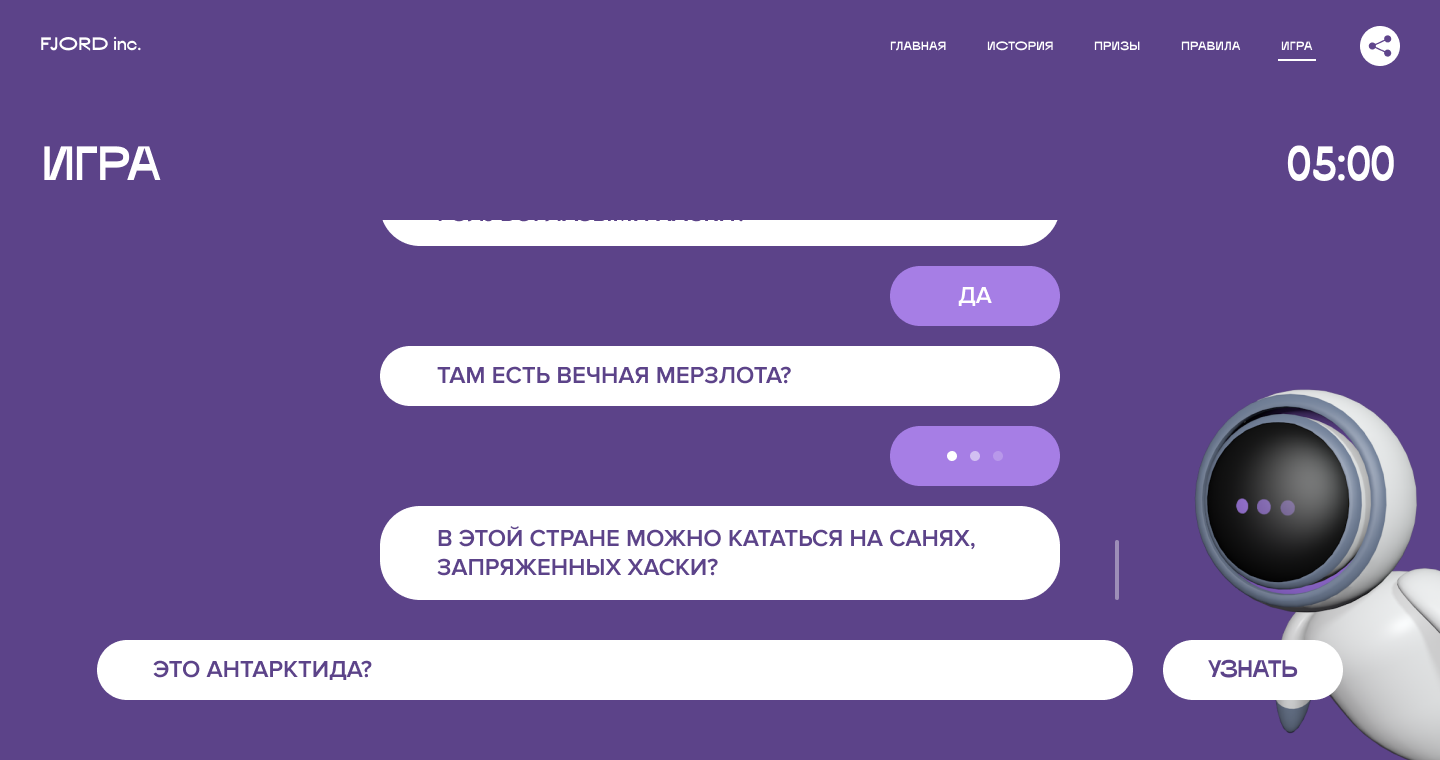 FJORD inc.
ГЛАВНАЯ ИСТОРИЯ ПРИЗЫ ПРАВИЛА ИГРА
ИГРА
05:00
ДА
ТАМ ЕСТЬ ВЕЧНАЯ МЕРЗЛОТА?
В ЭТОЙ СТРАНЕ МОЖНО КАТАТЬСЯ НА САНЯХ,
ЗАПРЯЖЕННЫХ ХАСКИ?
ЭТО АНТАРКТИДА?
УЗНАТЬ